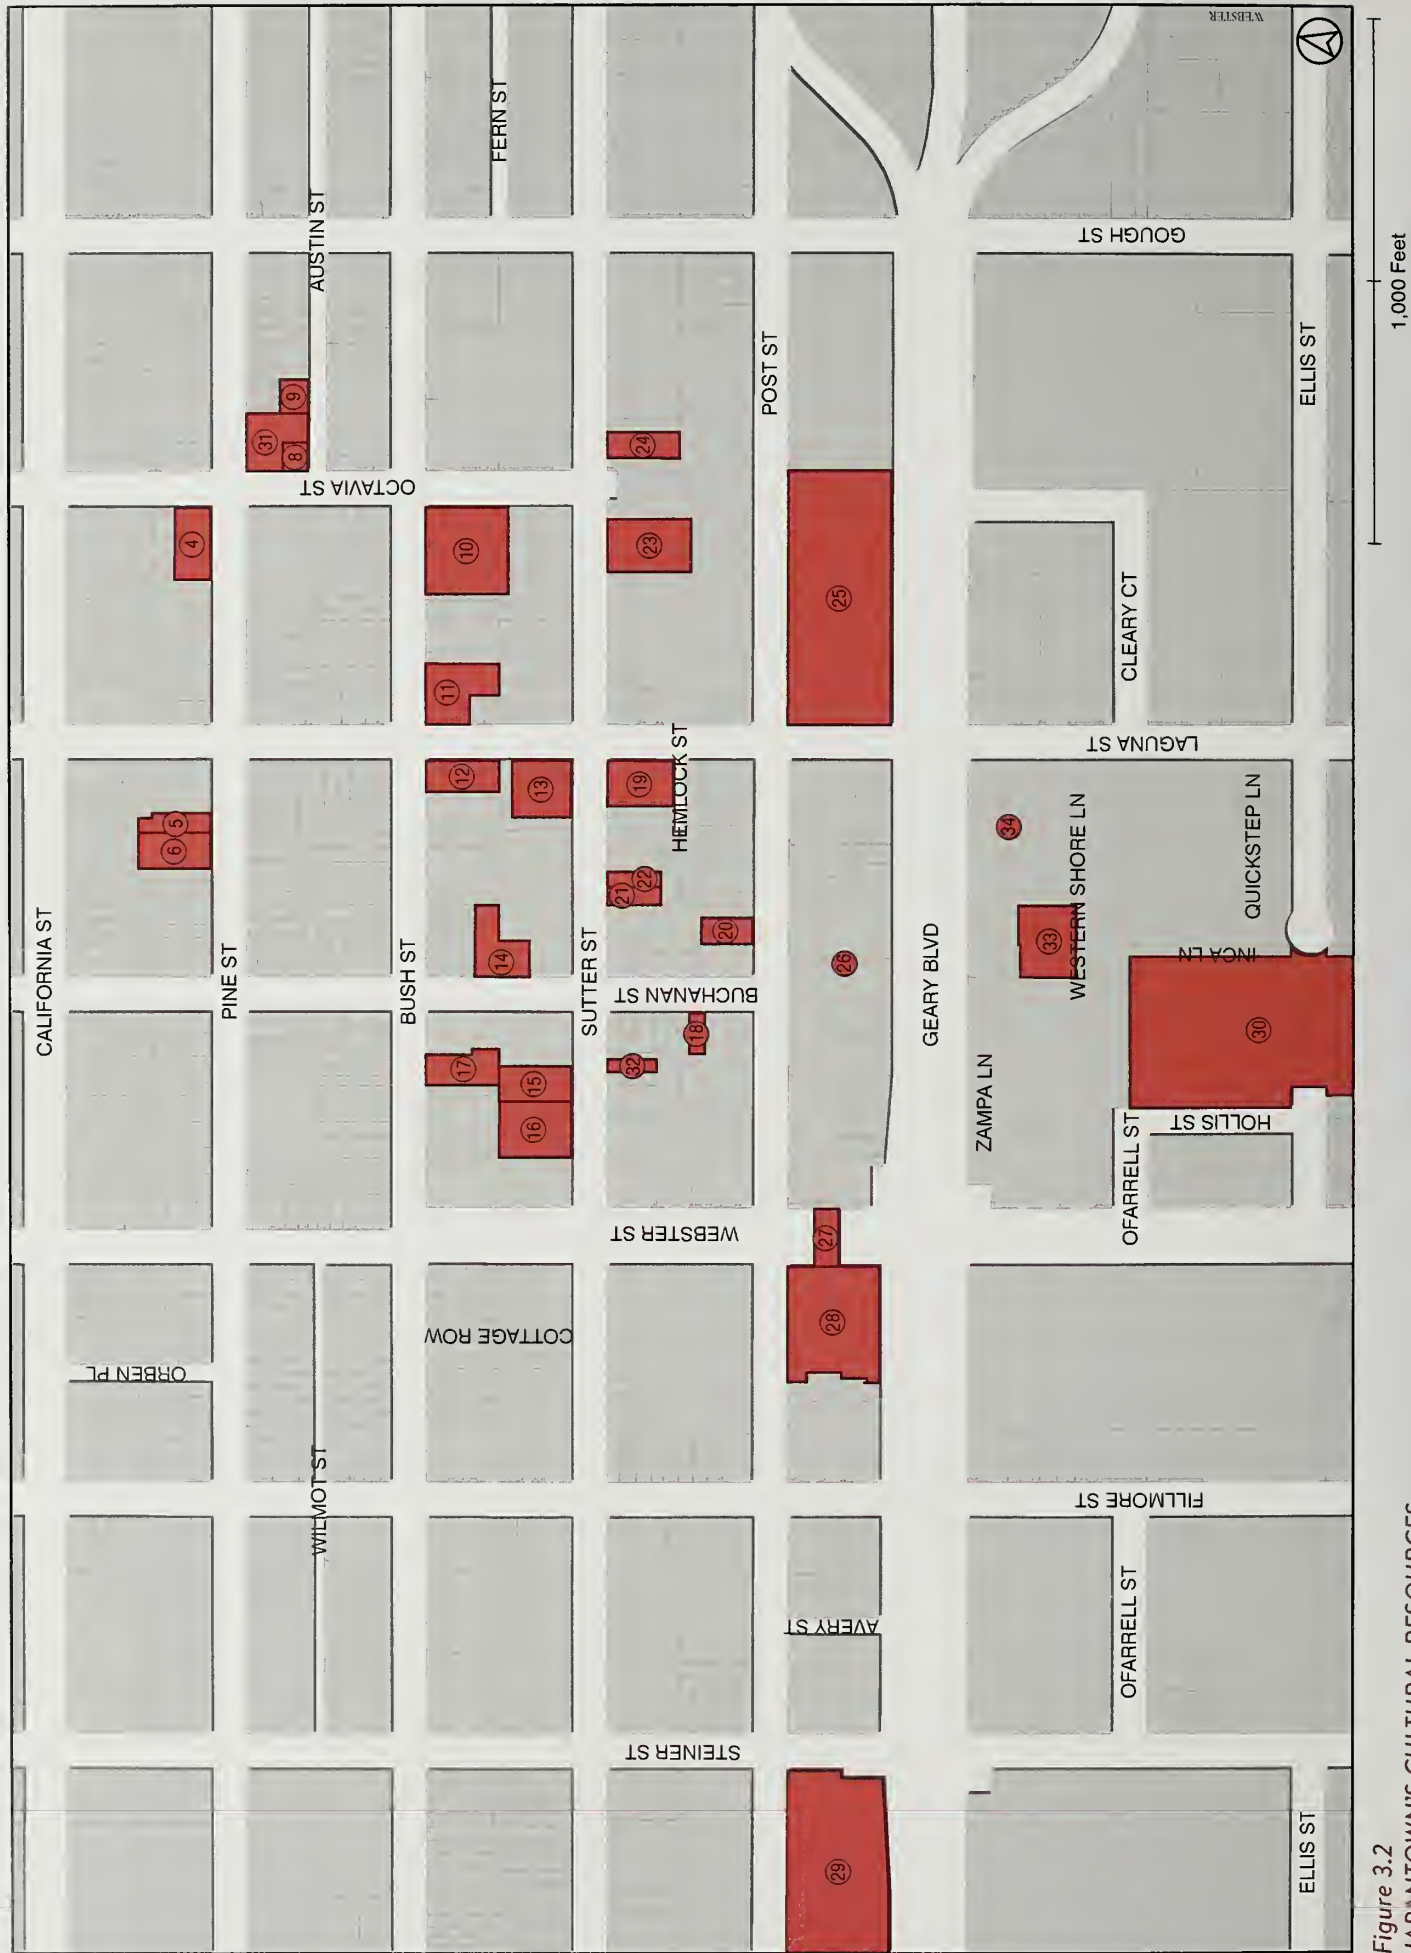 CALIFORNIA ST
ORBEN PL
PINE ST
WILMOT ST
AUSTIN ST
OCTAVIA ST
BUSH ST
FERN ST
COTTAGE ROW
SUTTER ST
STEINER ST
WEBSTER ST
BUCHANAN ST
HEMLOCK ST
POST ST
AVERY ST
GEARY BLVD
ZAMPA LN
WESTERN SHORE LN
FILLMORE ST
LAGUNA ST
GOUGH ST
OFARRELL ST
OFARRELL ST
CLEARY CT
HOLLIS ST
INCA LN
QUICKSTEP LN
ELLIS ST
ELLIS ST
WEBSTER
4
5
6
8
9
31
10
11
12
13
14
15
16
17
18
32
19
20
21
22
23
24
25
26
27
28
29
30
33
34
1,000 Feet
Figure 3.2
JAPANTOWN'S CULTURAL RESOURCES